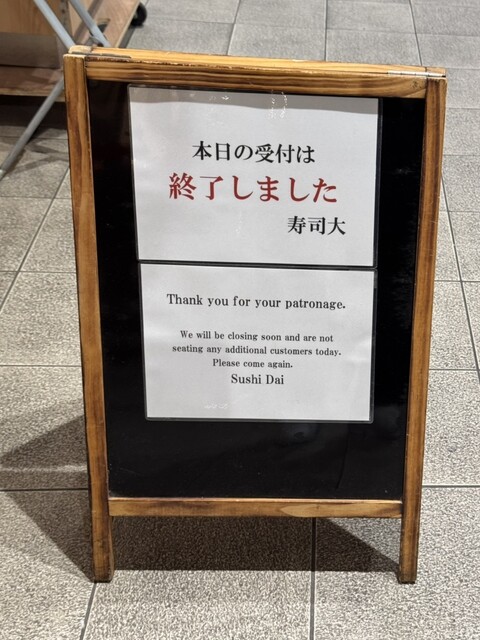 本日の受付は
終了しました
寿司大
Thank you for your patronage.
We will be closing soon and are not
seating any additional customers today.
Please come again.
Sushi Dai